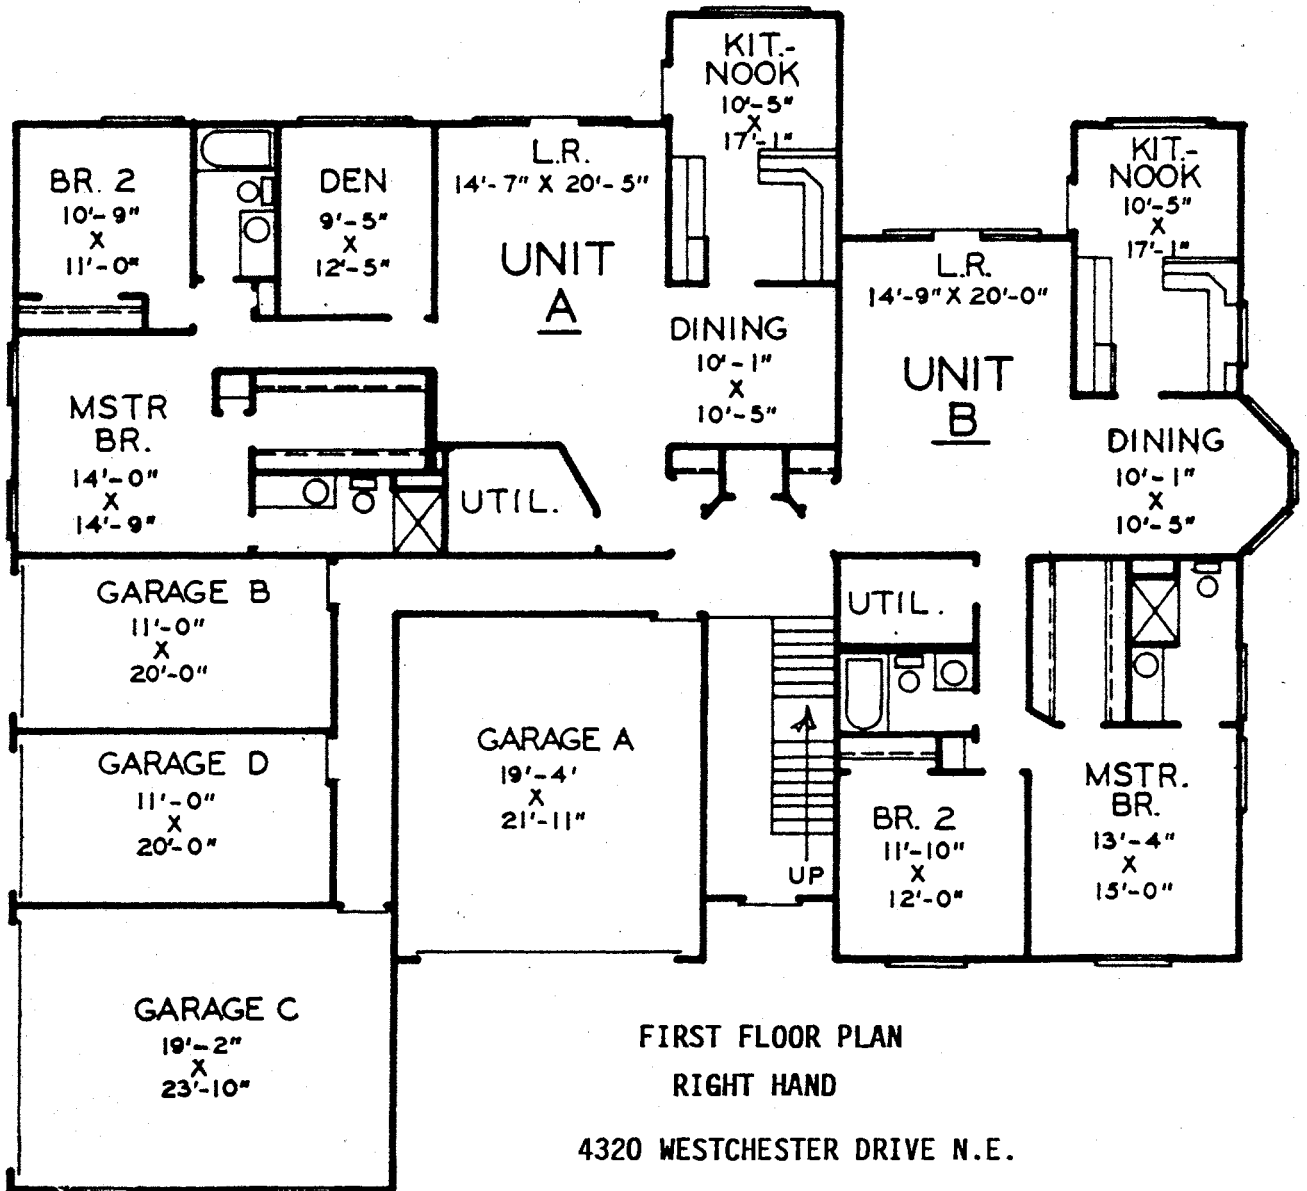 KIT.-
NOOK
10'-5"
X
17'-1"
BR. 2
10'-9"
X
11'-0"
DEN
9'-5"
X
12'-5"
L.R.
14'-7" X 20'-5"
UNIT
A
KIT.-
NOOK
10'-5"
X
17'-1"
L.R.
14'-9" X 20'-0"
DINING
10'-1"
X
10'-5"
UNIT
B
MSTR
BR.
14'-0"
X
14'-9"
DINING
10'-1"
X
10'-5"
UTIL.
GARAGE B
11'-0"
X
20'-0"
UTIL.
GARAGE D
11'-0"
X
20'-0"
GARAGE A
19'-4'
X
21'-11"
UP
BR. 2
11'-10"
X
12'-0"
MSTR.
BR.
13'-4"
X
15'-0"
GARAGE C
19'-2"
X
23'-10"
FIRST FLOOR PLAN
RIGHT HAND
4320 WESTCHESTER DRIVE N.E.